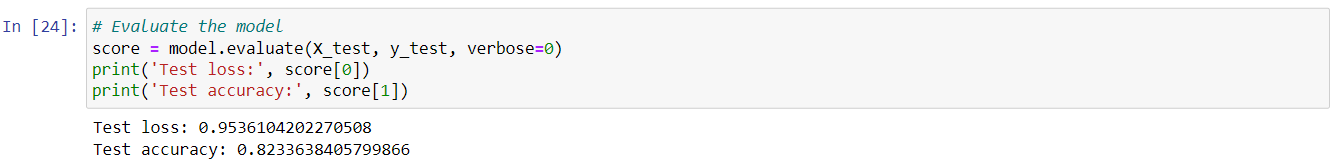 In [24]: # Evaluate the model
score = model.evaluate(X_test, y_test, verbose=0)
print('Test loss:', score[0])
print('Test accuracy:', score[1])
Test loss: 0.9536104202270508
Test accuracy: 0.8233638405799866